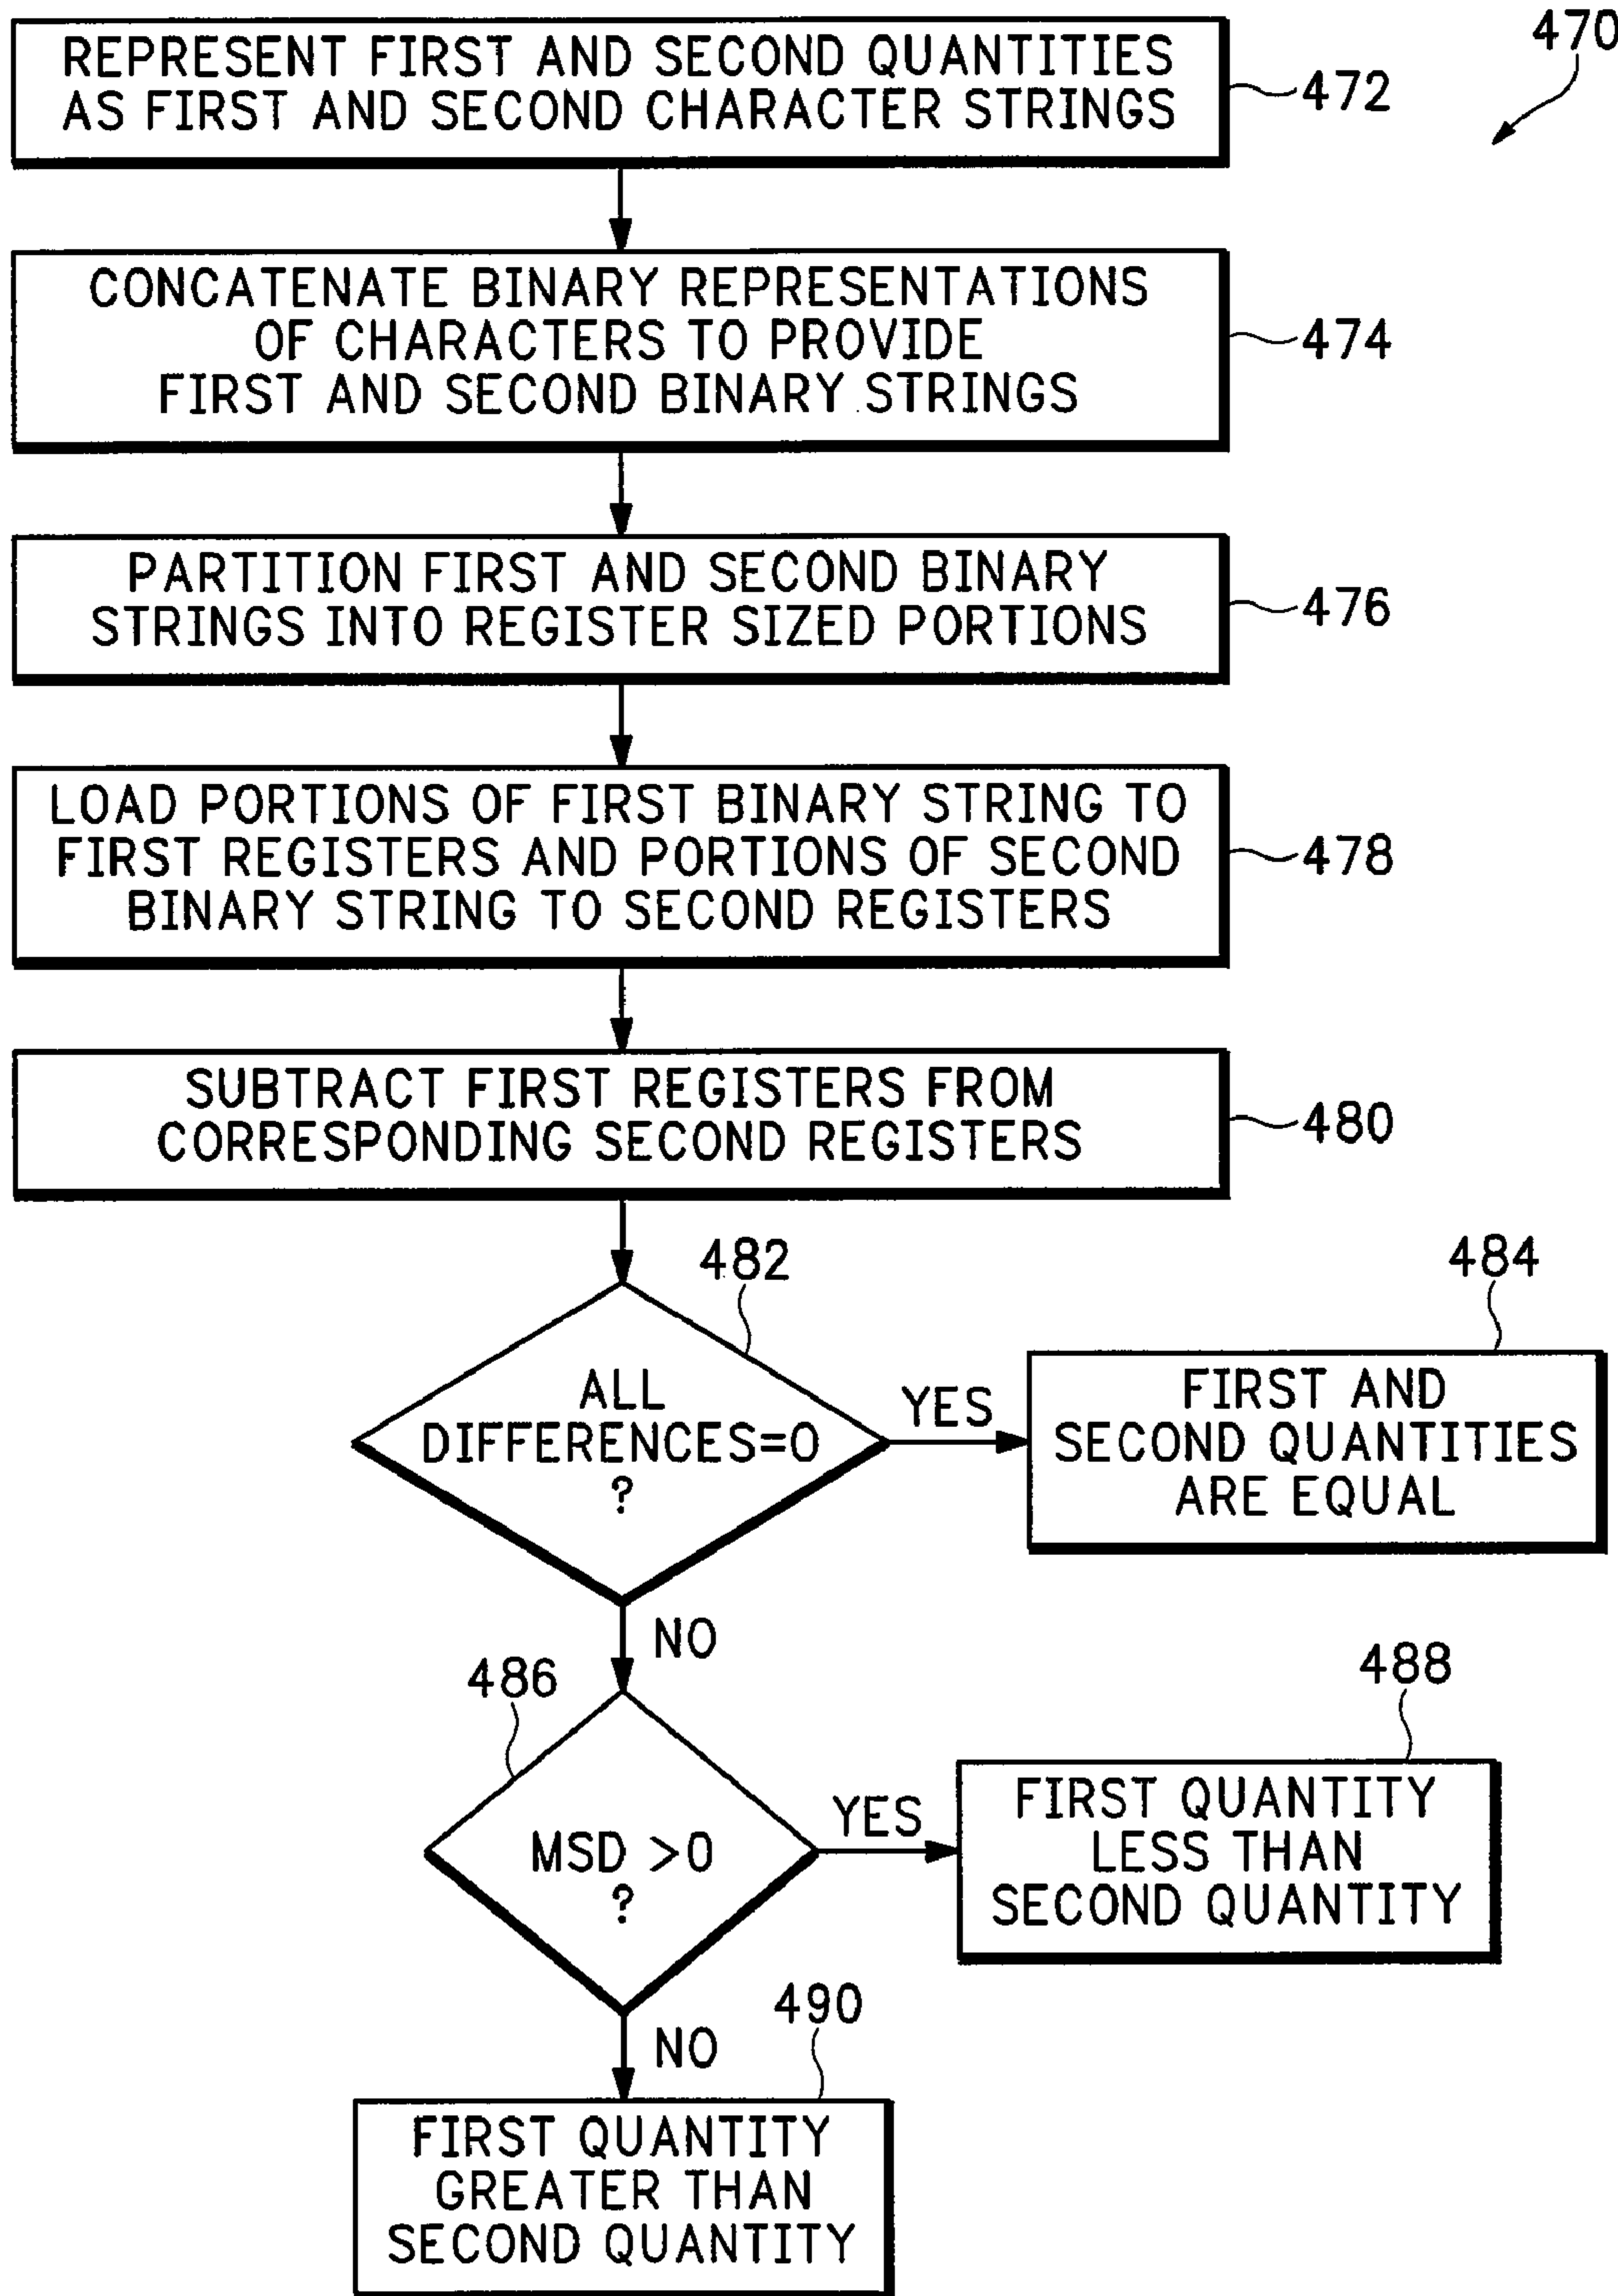 470
REPRESENT FIRST AND SECOND QUANTITIES
AS FIRST AND SECOND CHARACTER STRINGS
472
CONCATENATE BINARY REPRESENTATIONS
OF CHARACTERS TO PROVIDE
FIRST AND SECOND BINARY STRINGS
474
PARTITION FIRST AND SECOND BINARY
STRINGS INTO REGISTER SIZED PORTIONS
476
LOAD PORTIONS OF FIRST BINARY STRING TO
FIRST REGISTERS AND PORTIONS OF SECOND
BINARY STRING TO SECOND REGISTERS
478
SUBTRACT FIRST REGISTERS FROM
CORRESPONDING SECOND REGISTERS
480
482
ALL
DIFFERENCES=0
?
YES
484
FIRST AND
SECOND QUANTITIES
ARE EQUAL
NO
486
MSD >0
?
YES
488
FIRST QUANTITY
LESS THAN
SECOND QUANTITY
NO
490
FIRST QUANTITY
GREATER THAN
SECOND QUANTITY